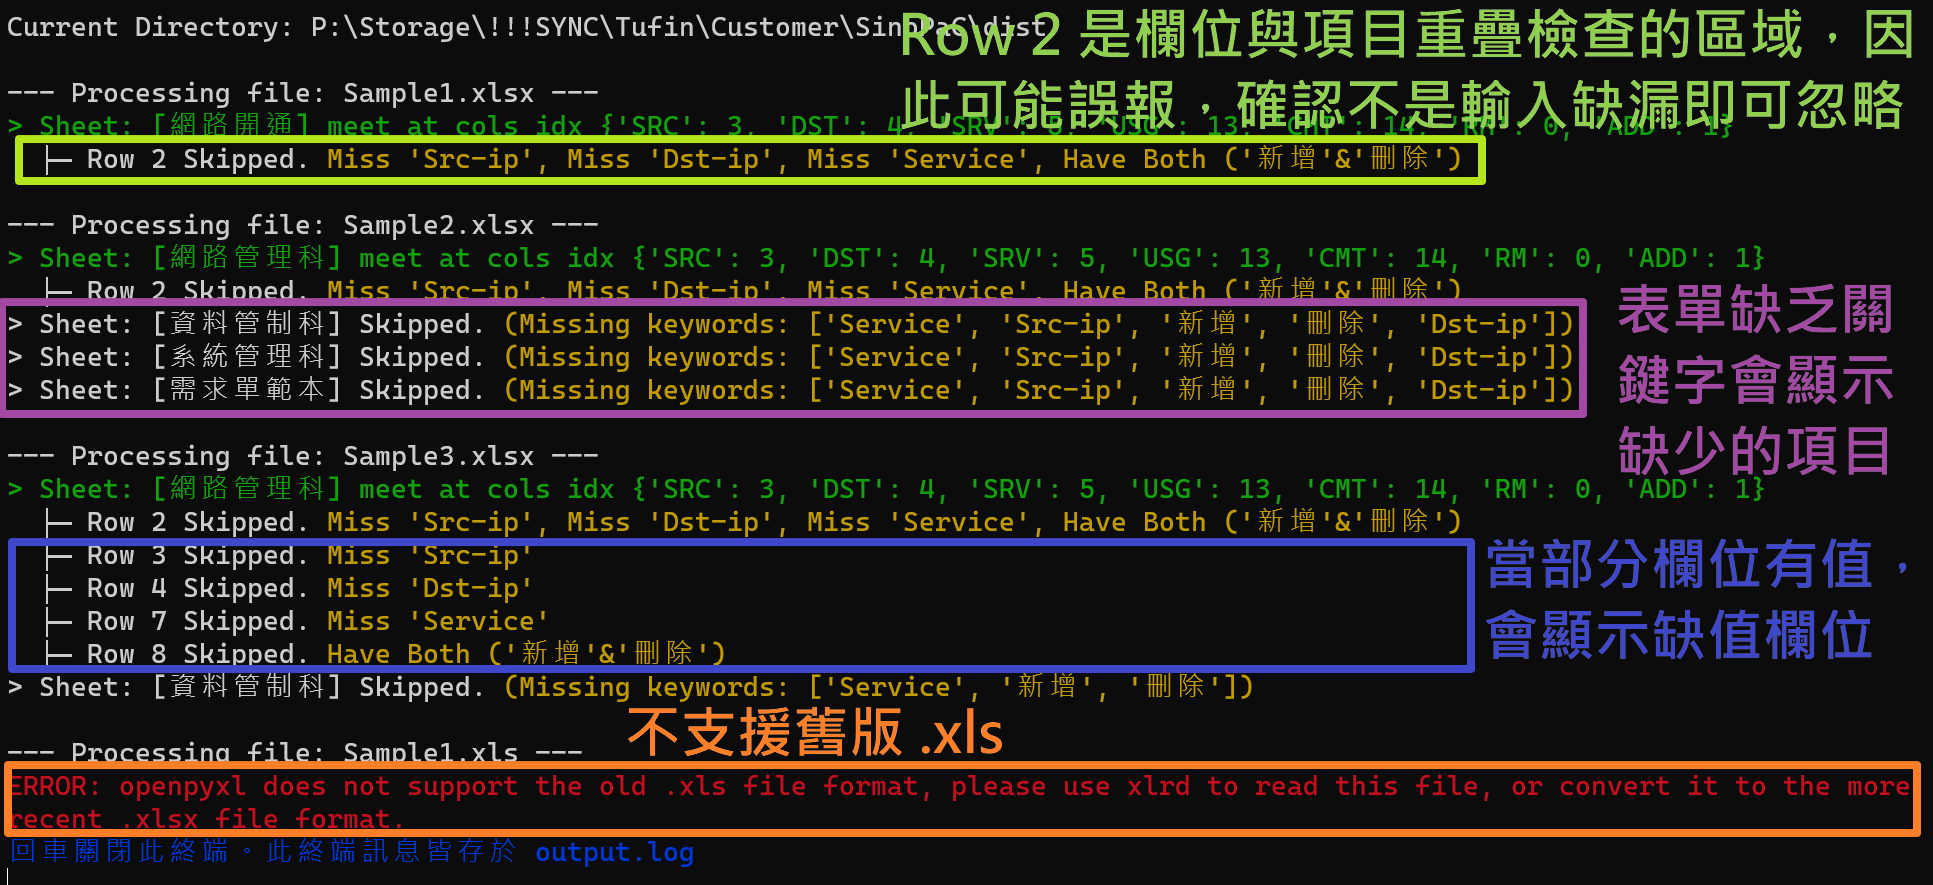 Current Directory: P:\Storage\!!!SYNC\Tufin\Customer\SinoPaC\dist
Row 2 是欄位與項目重疊檢查的區域，因
此可能誤報，確認不是輸入缺漏即可忽略
--- Processing file: Sample1.xlsx ---
> Sheet: [網路開通] meet at cols idx {'SRC': 3, 'DST': 4, 'SRV': 6, 'USG': 13, 'CMT': 14, 'RM': 0, 'ADD': 1}
├─ Row 2 Skipped. Miss 'Src-ip', Miss 'Dst-ip', Miss 'Service', Have Both ('新增'&'刪除')
--- Processing file: Sample2.xlsx ---
> Sheet: [網路管理科] meet at cols idx {'SRC': 3, 'DST': 4, 'SRV': 5, 'USG': 13, 'CMT': 14, 'RM': 0, 'ADD': 1}
├─ Row 2 Skipped. Miss 'Src-ip', Miss 'Dst-ip', Miss 'Service', Have Both ('新增'&'刪除')
> Sheet: [資料管制科] Skipped. (Missing keywords: ['Service', 'Src-ip', '新增', '刪除', 'Dst-ip'])
> Sheet: [系統管理科] Skipped. (Missing keywords: ['Service', 'Src-ip', '新增', '刪除', 'Dst-ip'])
> Sheet: [需求單範本] Skipped. (Missing keywords: ['Service', 'Src-ip', '新增', '刪除', 'Dst-ip'])
表單缺乏關
鍵字會顯示
缺少的項目
--- Processing file: Sample3.xlsx ---
> Sheet: [網路管理科] meet at cols idx {'SRC': 3, 'DST': 4, 'SRV': 5, 'USG': 13, 'CMT': 14, 'RM': 0, 'ADD': 1}
├─ Row 2 Skipped. Miss 'Src-ip', Miss 'Dst-ip', Miss 'Service', Have Both ('新增'&'刪除')
├─ Row 3 Skipped. Miss 'Src-ip'
├─ Row 4 Skipped. Miss 'Dst-ip'
├─ Row 7 Skipped. Miss 'Service'
├─ Row 8 Skipped. Have Both ('新增'&'刪除')
當部分欄位有值，
會顯示缺值欄位
> Sheet: [資料管制科] Skipped. (Missing keywords: ['Service', '新增', '刪除'])
不支援舊版 .xls
--- Processing file: Sample1.xls ---
ERROR: openpyxl does not support the old .xls file format, please use xlrd to read this file, or convert it to the more
recent .xlsx file format.
回車關閉此終端。此終端訊息皆存於 output.log